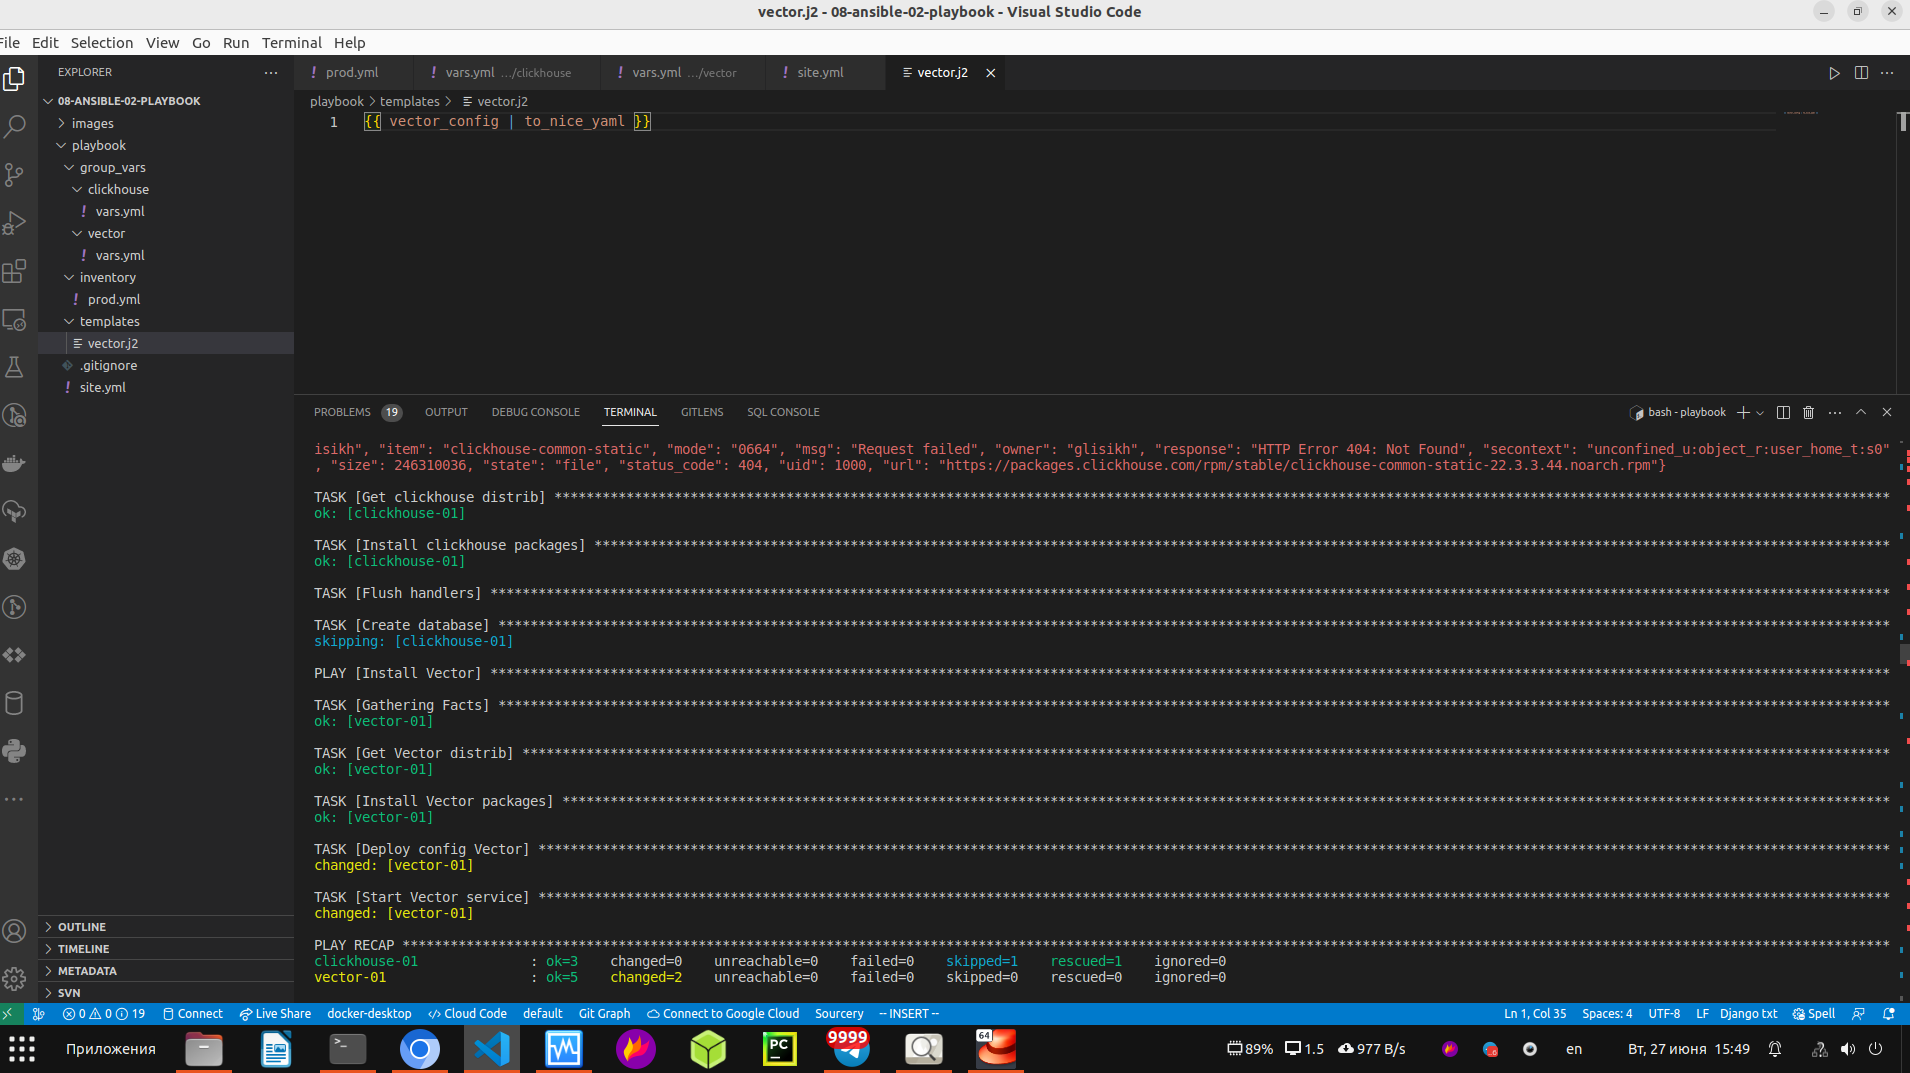 vector.j2 - 08-ansible-02-playbook - Visual Studio Code
File Edit Selection View Go Run Terminal Help
EXPLORER
prod.yml
vars.yml .../clickhouse
vars.yml .../vector
site.yml
vector.j2
08-ANSIBLE-02-PLAYBOOK
images
playbook
group_vars
clickhouse
vars.yml
vector
vars.yml
inventory
prod.yml
templates
vector.j2
.gitignore
site.yml
OUTLINE
TIMELINE
METADATA
SVN
playbook > templates > vector.j2
1 {{ vector_config | to_nice_yaml }}
PROBLEMS 19 OUTPUT DEBUG CONSOLE TERMINAL GITLENS SQL CONSOLE
bash - playbook
isikh", "item": "clickhouse-common-static", "mode": "0664", "msg": "Request failed", "owner": "glisikh", "response": "HTTP Error 404: Not Found", "secontext": "unconfined_u:object_r:user_home_t:s0"
, "size": 246310036, "state": "file", "status_code": 404, "uid": 1000, "url": "https://packages.clickhouse.com/rpm/stable/clickhouse-common-static-22.3.3.44.noarch.rpm"}
TASK [Get clickhouse distrib] ***
ok: [clickhouse-01]
TASK [Install clickhouse packages] ***
ok: [clickhouse-01]
TASK [Flush handlers] ***
TASK [Create database] ***
skipping: [clickhouse-01]
PLAY [Install Vector] ***
TASK [Gathering Facts] ***
ok: [vector-01]
TASK [Get Vector distrib] ***
ok: [vector-01]
TASK [Install Vector packages] ***
ok: [vector-01]
TASK [Deploy config Vector] ***
changed: [vector-01]
TASK [Start Vector service] ***
changed: [vector-01]
PLAY RECAP ***
clickhouse-01 : ok=3 changed=0 unreachable=0 failed=0 skipped=1 rescued=1 ignored=0
vector-01 : ok=5 changed=2 unreachable=0 failed=0 skipped=0 rescued=0 ignored=0
0 0 19 Connect Live Share docker-desktop Cloud Code default Git Graph Connect to Google Cloud Sourcery -- INSERT --
Ln 1, Col 35 Spaces: 4 UTF-8 LF Django txt Spell
Приложения
PC
9999
64
89% 1.5 977 B/s
en
Вт, 27 июня 15:49